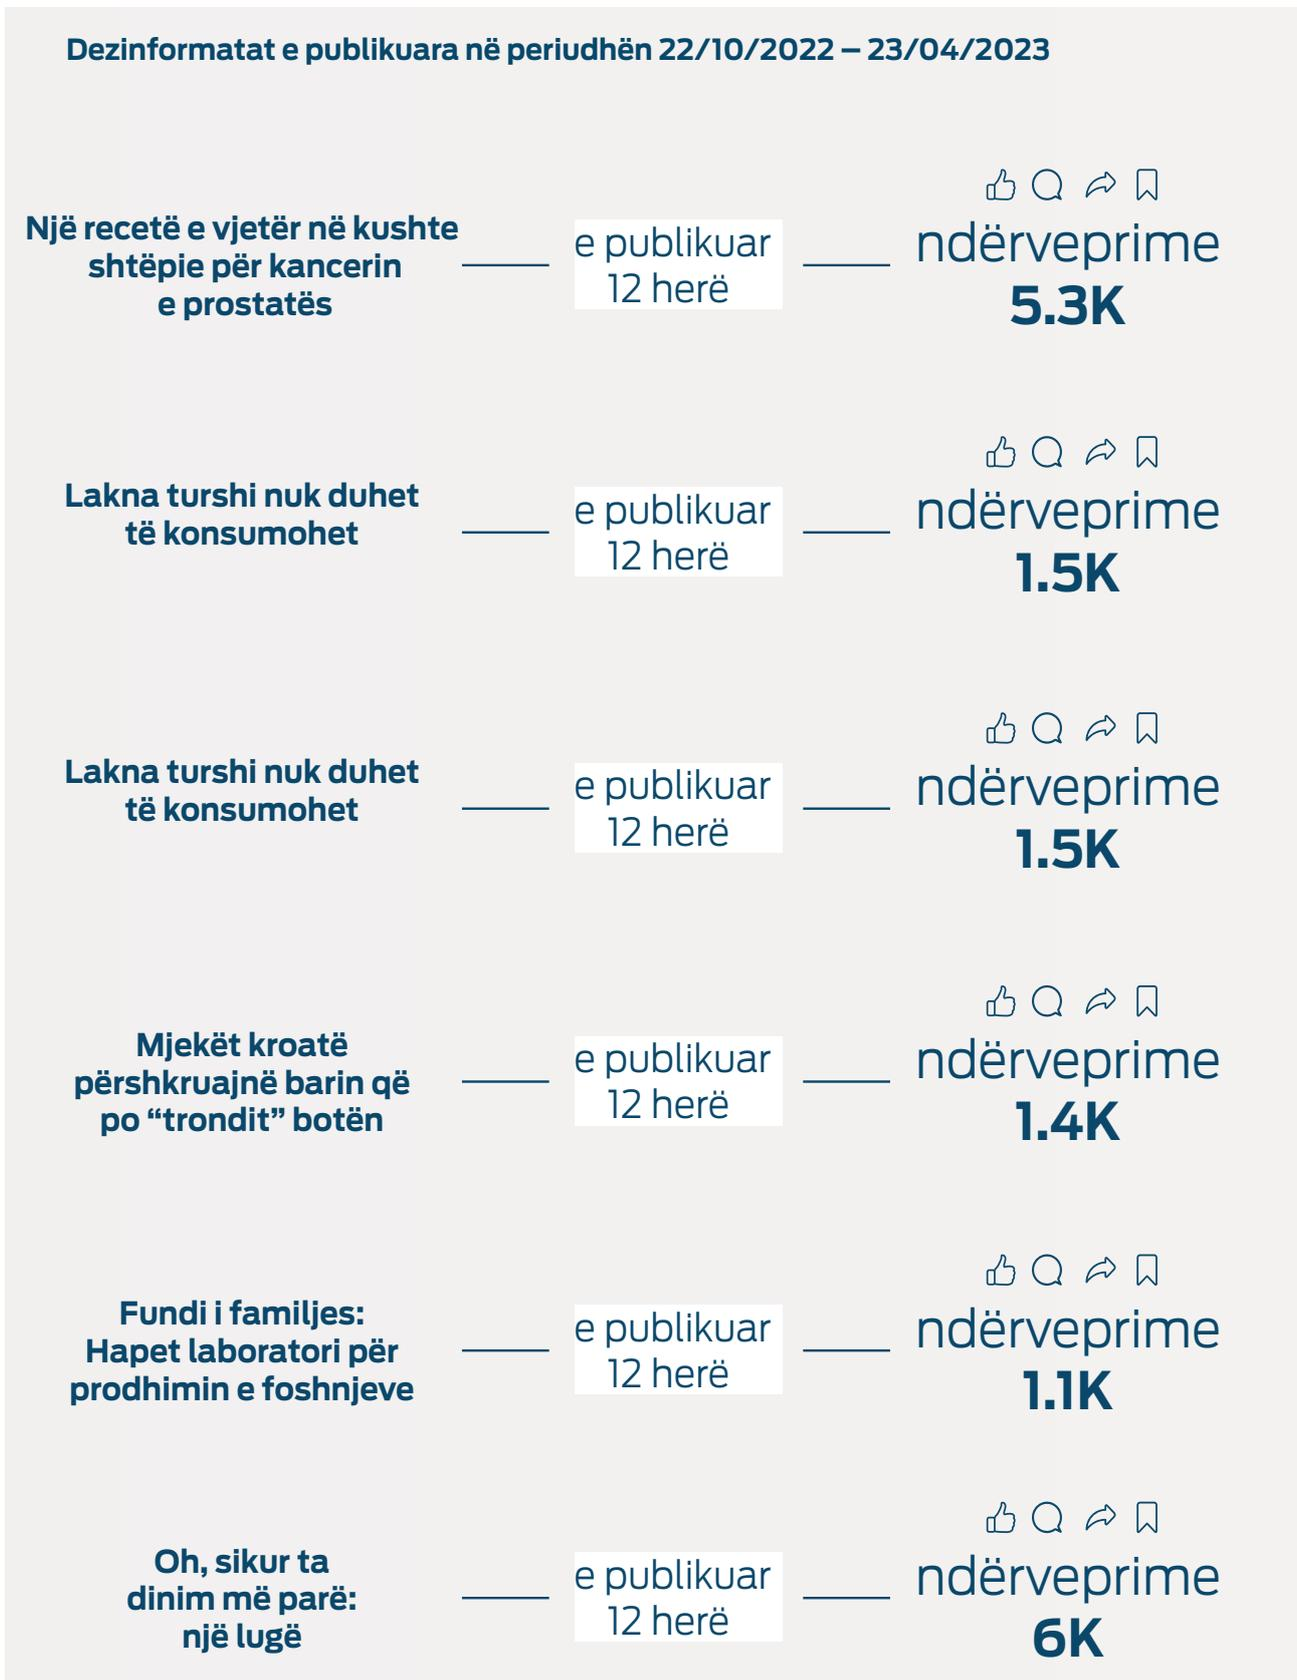 Dezinformatat e publikuara në periudhën 22/10/2022 – 23/04/2023
Një recetë e vjetër në kushte
shtëpie për kancerin
e prostatës
e publikuar
12 herë
ndërveprime
5.3K
Lakna turshi nuk duhet
të konsumohet
e publikuar
12 herë
ndërveprime
1.5K
Lakna turshi nuk duhet
të konsumohet
e publikuar
12 herë
ndërveprime
1.5K
Mjekët kroatë
përshkruajnë barin që
po “trondit” botën
e publikuar
12 herë
ndërveprime
1.4K
Fundi i familjes:
Hapet laboratori për
prodhimin e foshnjeve
e publikuar
12 herë
ndërveprime
1.1K
Oh, sikur ta
dinim më parë:
një lugë
e publikuar
12 herë
ndërveprime
6K